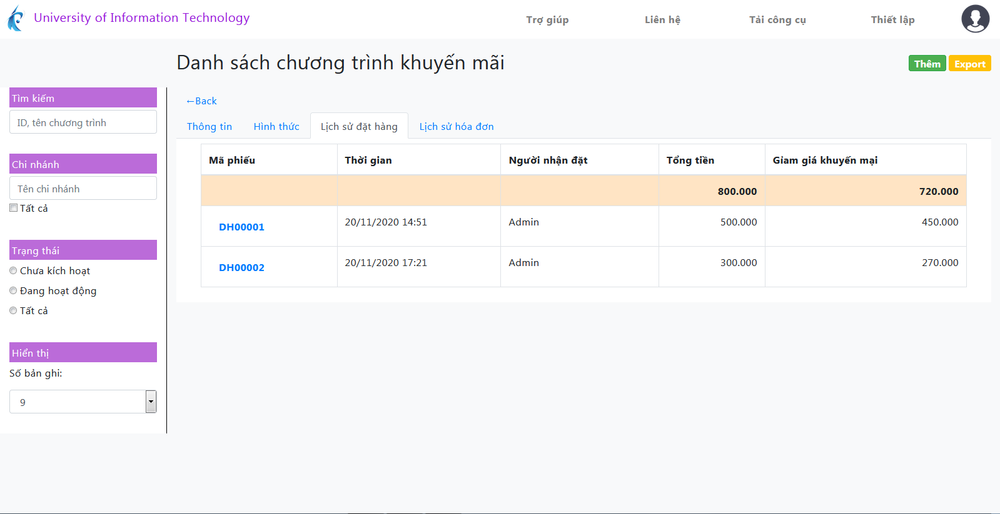 University of Information Technology
Trợ giúp
Liên hệ
Tải công cụ
Thiết lập
Danh sách chương trình khuyến mãi
Thêm
Export
Tìm kiếm
ID, tên chương trình
Chi nhánh
Tên chi nhánh
Tất cả
Trạng thái
Chưa kích hoạt
Đang hoạt động
Tất cả
Hiển thị
Số bản ghi:
9
←Back
Thông tin
Hình thức
Lịch sử đặt hàng
Lịch sử hóa đơn
Mã phiếu Thời gian Người nhận đặt Tổng tiền Giảm giá khuyến mại
800.000 720.000
DH00001 20/11/2020 14:51 Admin 500.000 450.000
DH00002 20/11/2020 17:21 Admin 300.000 270.000